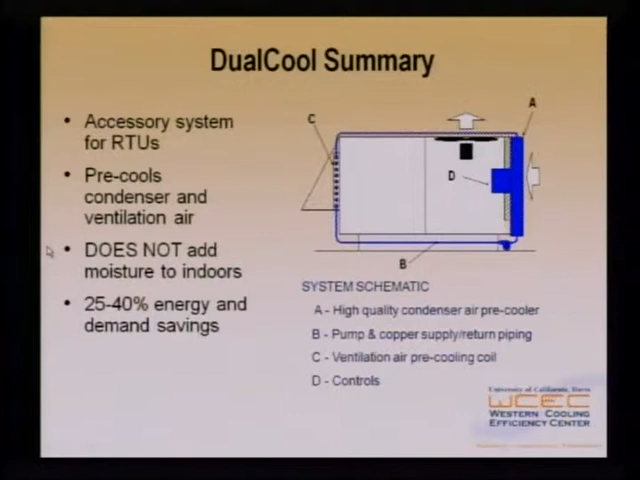 DualCool Summary
• Accessory system
for RTUs
• Pre-cools
condenser and
ventilation air
• DOES NOT add
moisture to indoors
• 25-40% energy and
demand savings
C
A
D
B
SYSTEM SCHEMATIC
A - High quality condenser air pre-cooler
B - Pump & copper supply/return piping
C - Ventilation air pre-cooling coil
D - Controls
University of California, Davis
WCEC
WESTERN COOLING
EFFICIENCY CENTER